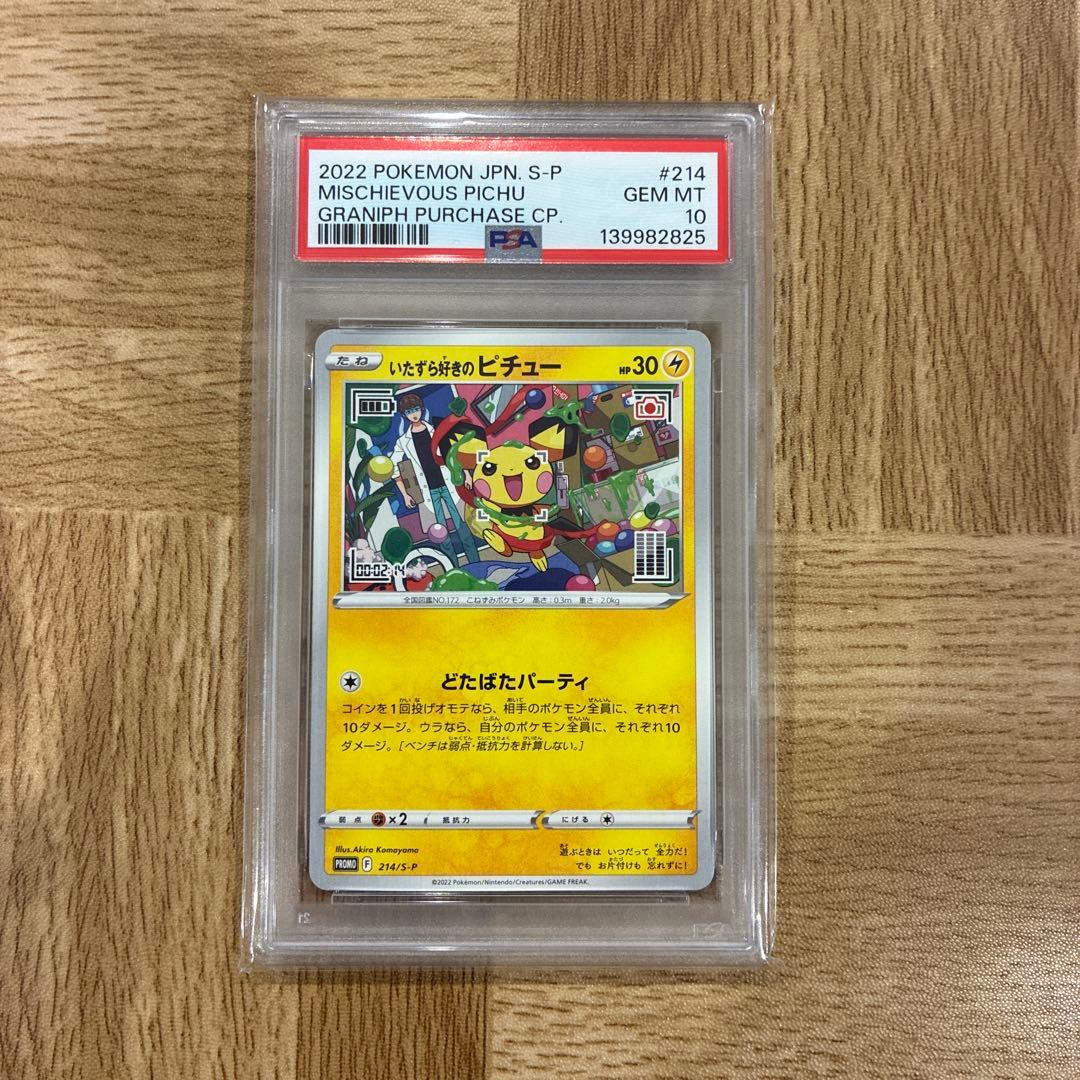 2022 POKEMON JPN. S-P #214
MISCHIEVOUS PICHU GEM MT
GRANIPH PURCHASE CP. 10
PSA 139982825
たね いたずら好きのピチュー HP30
00:02:14
全国図鑑NO.172 こねずみポケモン 高さ:0.3m 重さ:2.0kg
どたばたパーティ
コインを1回投げオモテなら、相手のポケモン全員に、それぞれ
10ダメージ。ウラなら、自分のポケモン全員に、それぞれ10
ダメージ。[ベンチは弱点・抵抗力を計算しない。]
弱点 ×2 抵抗力 にげる
Illus.Akira Komayama
遊ぶときは いつだって 全力だ!
PROMO F 214/S-P
でも お片付けも 忘れずに!
©2022 Pokémon/Nintendo/Creatures/GAME FREAK.